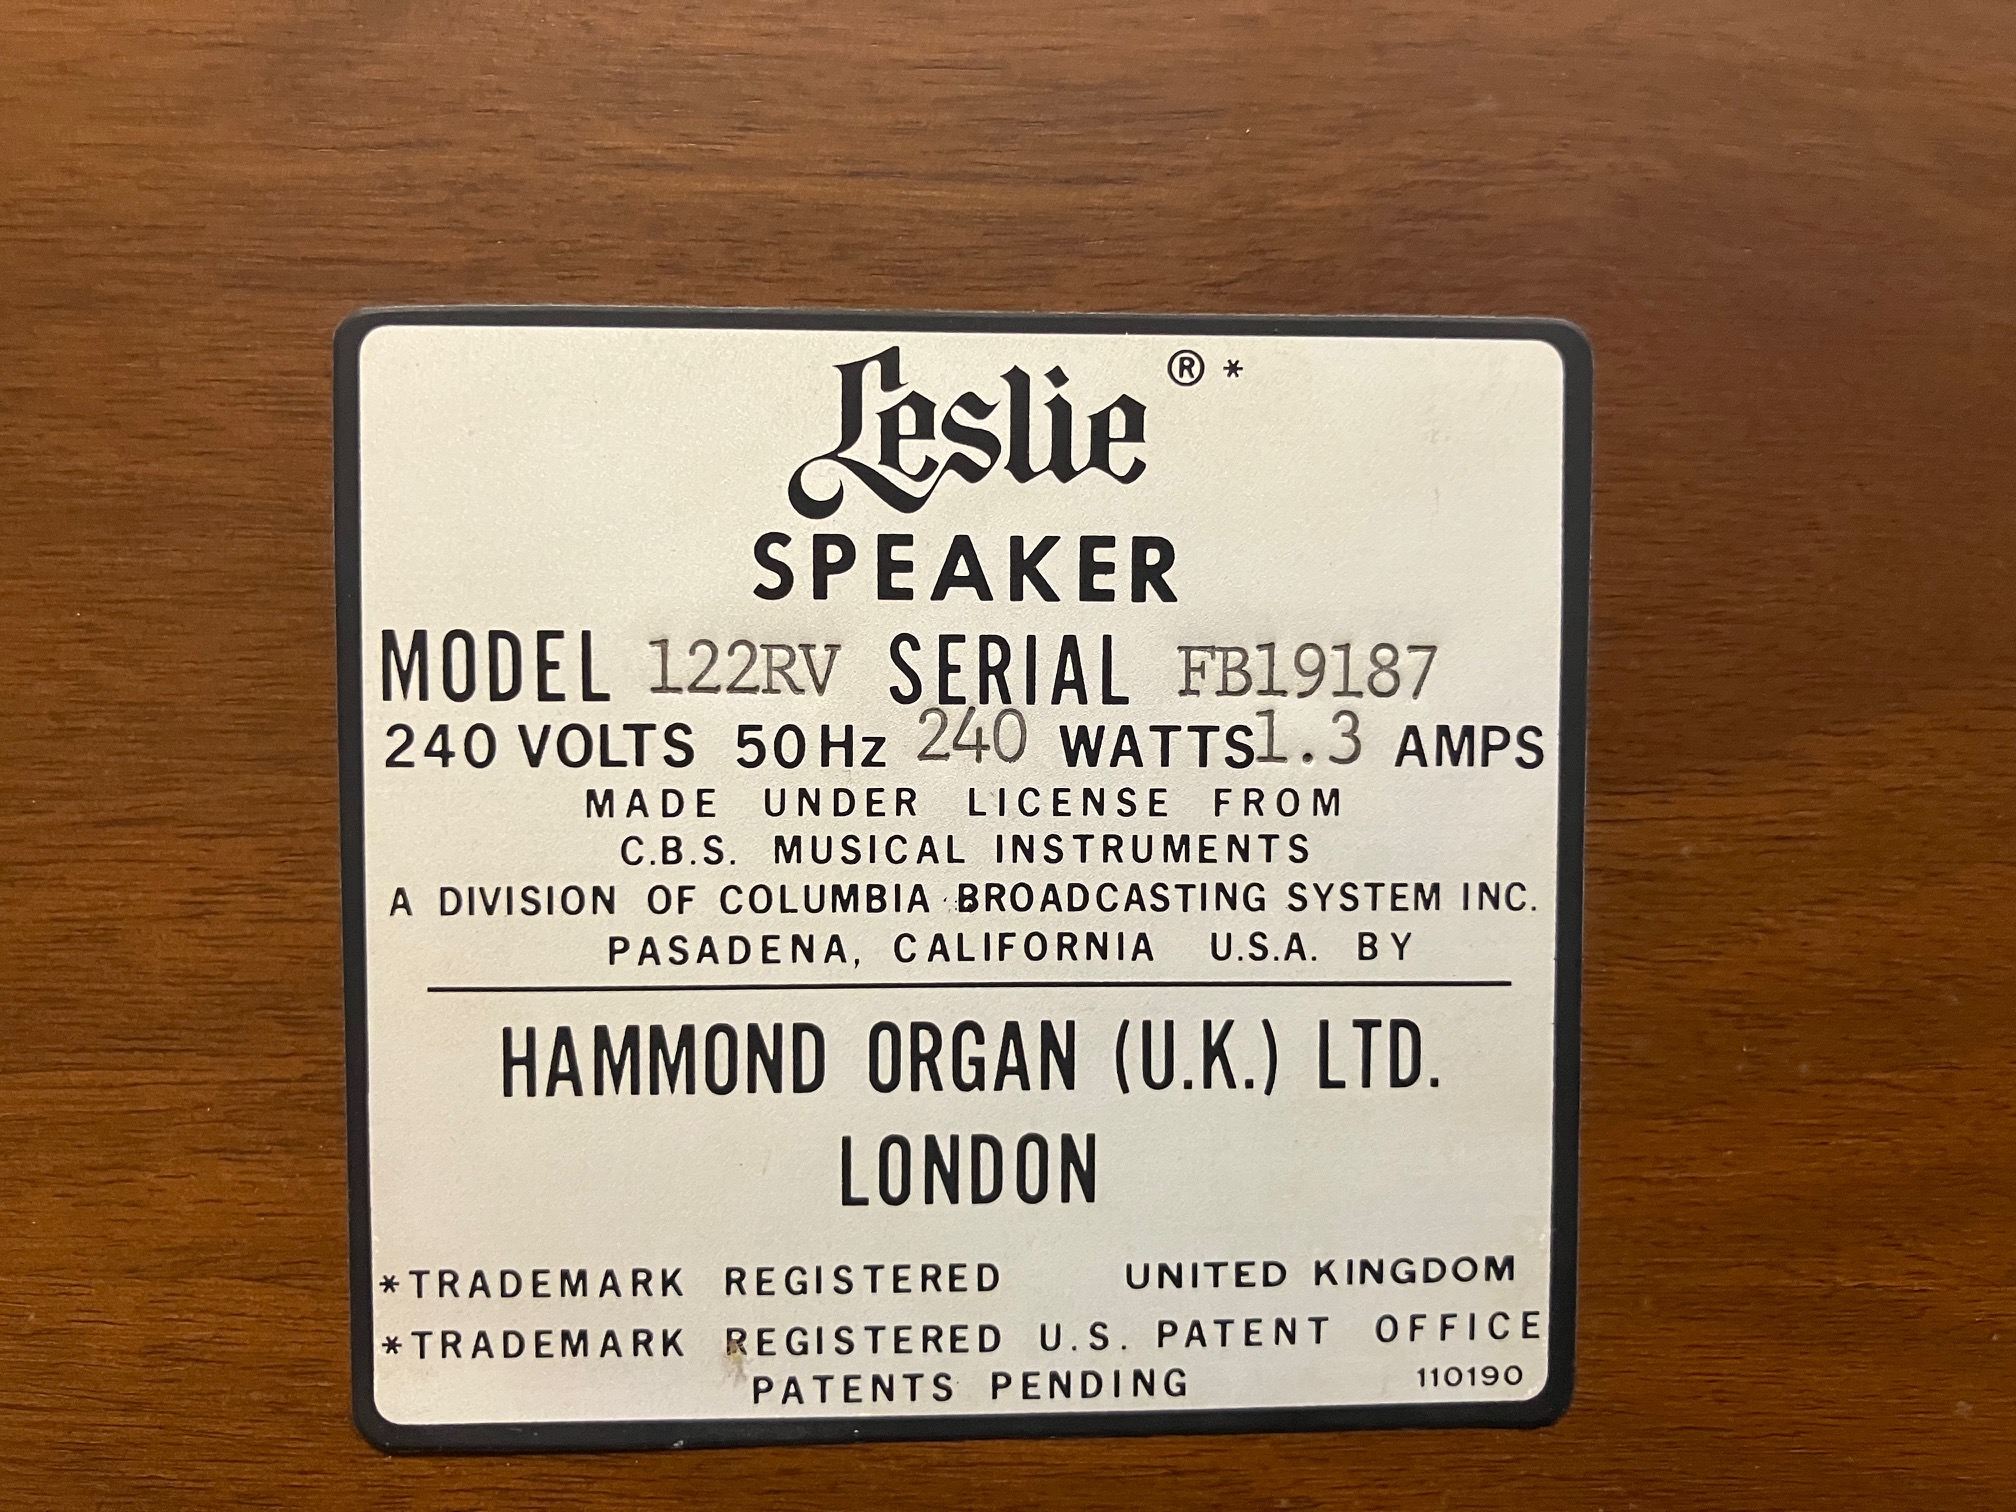 Leslie ® *
SPEAKER
MODEL 122RV SERIAL FB19187
240 VOLTS 50 Hz 240 WATTS 1.3 AMPS
MADE UNDER LICENSE FROM
C.B.S. MUSICAL INSTRUMENTS
A DIVISION OF COLUMBIA BROADCASTING SYSTEM INC.
PASADENA, CALIFORNIA U.S.A. BY
HAMMOND ORGAN (U.K.) LTD.
LONDON
*TRADEMARK REGISTERED UNITED KINGDOM
*TRADEMARK REGISTERED U.S. PATENT OFFICE
PATENTS PENDING 110190